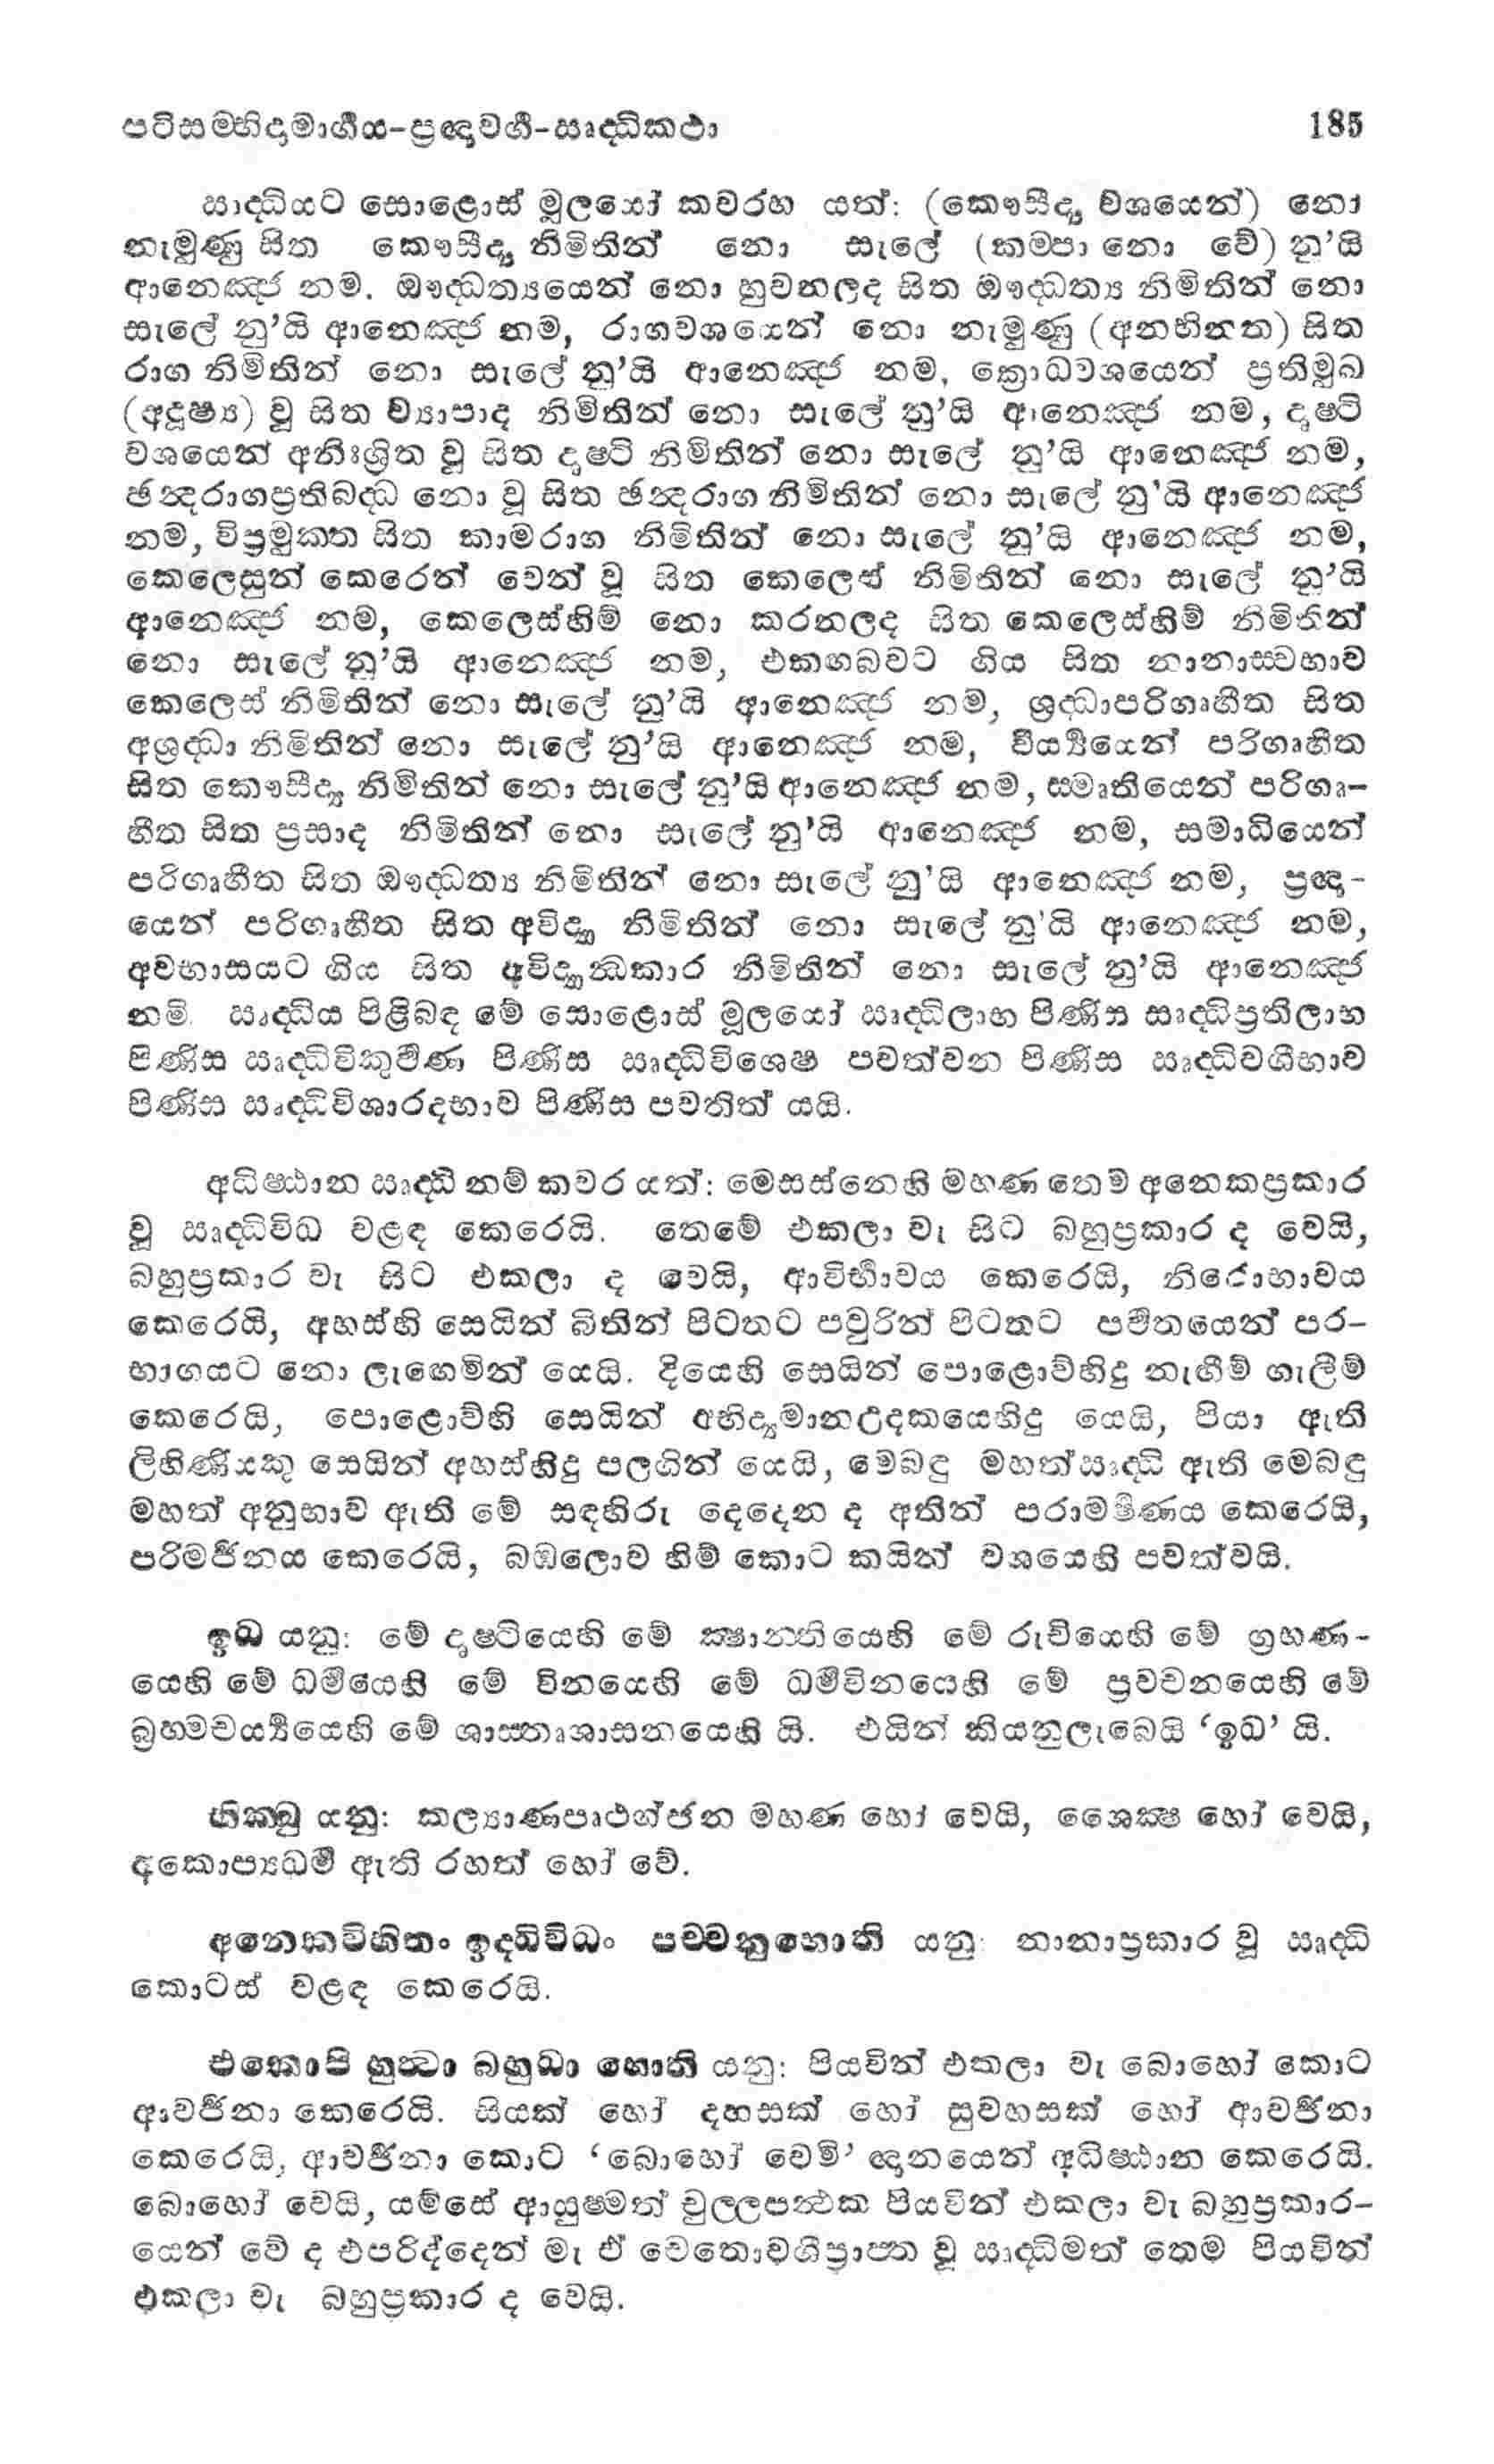 පටිසම්භිදාමාර්ගය-ප්‍රඥාවර්ග-ඍද්ධිකථා 185
ඍද්ධියට සොළොස් මූලයෝ කවරහ යත්: (කෞසීද්‍ය වශයෙන්) නො
නැමුණු සිත කෞසීද්‍ය නිමිතින් නො සැලේ (කම්පා නො වේ) නු’යි
ආනෙඤ්ජ නම. ඖද්ධත්‍යයෙන් නො හුවනලද සිත ඖද්ධත්‍ය නිමිතින් නො
සැලේ නු’යි ආනෙඤ්ජ නම, රාගවශයෙන් නො නැමුණු (අනභිනත) සිත
රාග නිමිතින් නො සැලේ නු’යි ආනෙඤ්ජ නම, ක්‍රොධවශයෙන් ප්‍රතිමුඛ
(අදූෂ්‍ය) වූ සිත ව්‍යාපාද නිමිතින් නො සැලේ නු’යි ආනෙඤ්ජ නම, දෘෂ්ටි
වශයෙන් අනිඃශ්‍රිත වූ සිත දෘෂ්ටි නිමිතින් නො සැලේ නු’යි ආනෙඤ්ජ නම,
ඡන්දරාගප්‍රතිබද්ධ නො වූ සිත ඡන්දරාග නිමිතින් නො සැලේ නු’යි ආනෙඤ්ජ
නම, විප්‍රමුක්ත සිත කාමරාග නිමිතින් නො සැලේ නු’යි ආනෙඤ්ජ නම,
කෙලෙසුන් කෙරෙන් වෙන් වූ සිත කෙලෙස් නිමිතින් නො සැලේ නු’යි
ආනෙඤ්ජ නම, කෙලෙස්හිම් නො කරනලද සිත කෙලෙස්හිම් නිමිතින්
නො සැලේ නු’යි ආනෙඤ්ජ නම, එකඟබවට ගිය සිත නානාස්වභාව
කෙලෙස් නිමිතින් නො සැලේ නු’යි ආනෙඤ්ජ නම, ශ්‍රද්ධාපරිගෘහීත සිත
අශ්‍රද්ධා නිමිතින් නො සැලේ නු’යි ආනෙඤ්ජ නම, වීර්‍ය්‍යයෙන් පරිගෘහිත
සිත කෞසීද්‍ය නිමිතින් නො සැලේ නු’යි ආනෙඤ්ජ නම, ස්මෘතියෙන් පරිගෘ-
හීත සිත ප්‍රසාද නිමිතින් නො සැලේ නු’යි ආනෙඤ්ජ නම, සමාධියෙන්
පරිගෘහීත සිත ඖද්ධත්‍ය නිමිතින් නො සැලේ නු’යි ආනෙඤ්ජ නම, ප්‍රඥා-
යෙන් පරිගෘහීත සිත අවිද්‍යා නිමිතින් නො සැලේ නු’යි ආනෙඤ්ජ නම,
අවභාසයට ගිය සිත අවිද්‍යාන්ධකාර නිමිතින් නො සැලේ නු’යි ආනෙඤ්ජ
නමි. ඍද්ධිය පිළිබඳ මේ සොළොස් මූලයෝ ඍද්ධිලාභ පිණිස ඍද්ධිප්‍රතිලාභ
පිණිස ඍද්ධිවිකුර්වණ පිණිස ඍද්ධිවිශෙෂ පවත්වන පිණිස ඍද්ධිවශීභාව
පිණිස ඍද්ධිවිශාරදභාව පිණිස පවතිත් යයි.
අධිෂ්ඨාන ඍද්ධි නම් කවර යත්: මෙසස්නෙහි මහණ තෙම අනෙකප්‍රකාර
වූ ඍද්ධිවිධ වළඳ කෙරෙයි. තෙමේ එකලා වැ සිට බහුප්‍රකාර ද වෙයි,
බහුප්‍රකාර වැ සිට එකලා ද වෙයි, ආවිර්භාවය කෙරෙයි, තිරොභාවය
කෙරෙයි, අහස්හි සෙයින් බිතින් පිටතට පවුරින් පිටතට පර්වතයෙන් පර-
භාගයට නො ලැඟෙමින් යෙයි. දියෙහි සෙයින් පොළොව්හිදු නැඟීම් ගැලීම්
කෙරෙයි, පොළොව්හි සෙයින් අභිද්‍යමානඋදකයෙහිදු යෙයි, පියා ඇති
ලිහිණියකු සෙයින් අහස්හිදු පලගින් යෙයි, මෙබඳු මහත්ඍද්ධි ඇති මෙබඳු
මහත් අනුභාව ඇති මේ සඳහිරු දෙදෙන ද අතින් පරාමර්ෂණය කෙරෙයි,
පරිමර්ජනය කෙරෙයි, බඹලොව හිම් කොට කයින් වශයෙහි පවත්වයි.
ඉධ යනු: මේ දෘෂ්ටියෙහි මේ ක්ෂාන්තියෙහි මේ රුචියෙහි මේ ග්‍රහණ-
යෙහි මේ ධර්මයෙහි මේ විනයෙහි මේ ධර්මවිනයෙහි මේ ප්‍රවචනයෙහි මේ
බ්‍රහ්මචර්‍ය්‍යයෙහි මේ ශාස්තෘශාසනයෙහි යි. එයින් කියනුලැබෙයි ‘ඉධ’ යි.
භික්ඛු යනු: කල්‍යාණපෘථග්ජන මහණ හෝ වෙයි, ශෛක්ෂ හෝ වෙයි,
අකොප්‍යධර්ම ඇති රහත් හෝ වේ.
අනෙකවිහිතං ඉද්ධිවිධං පච්චනුහොති යනු: නානාප්‍රකාර වූ ඍද්ධි
කොටස් වළඳ කෙරෙයි.
එකොපි හුත්වා බහුධා හොති යනු: පියවින් එකලා වැ බොහෝ කොට
ආවර්ජනා කෙරෙයි. සියක් හෝ දහසක් හෝ සුවහසක් හෝ ආවර්ජනා
කෙරෙයි, ආවර්ජනා කොට ‘බොහෝ වෙමි’ ඥානයෙන් අධිෂ්ඨාන කෙරෙයි.
බොහෝ වෙයි, යම්සේ ආයුෂ්මත් චුල්ලපන්ථක පියවින් එකලා වැ බහුප්‍රකාර-
යෙන් වේ ද එපරිද්දෙන් මැ ඒ චෙතොවශීප්‍රාප්ත වූ ඍද්ධිමත් තෙම පියවින්
එකලා වැ බහුප්‍රකාර ද වෙයි.